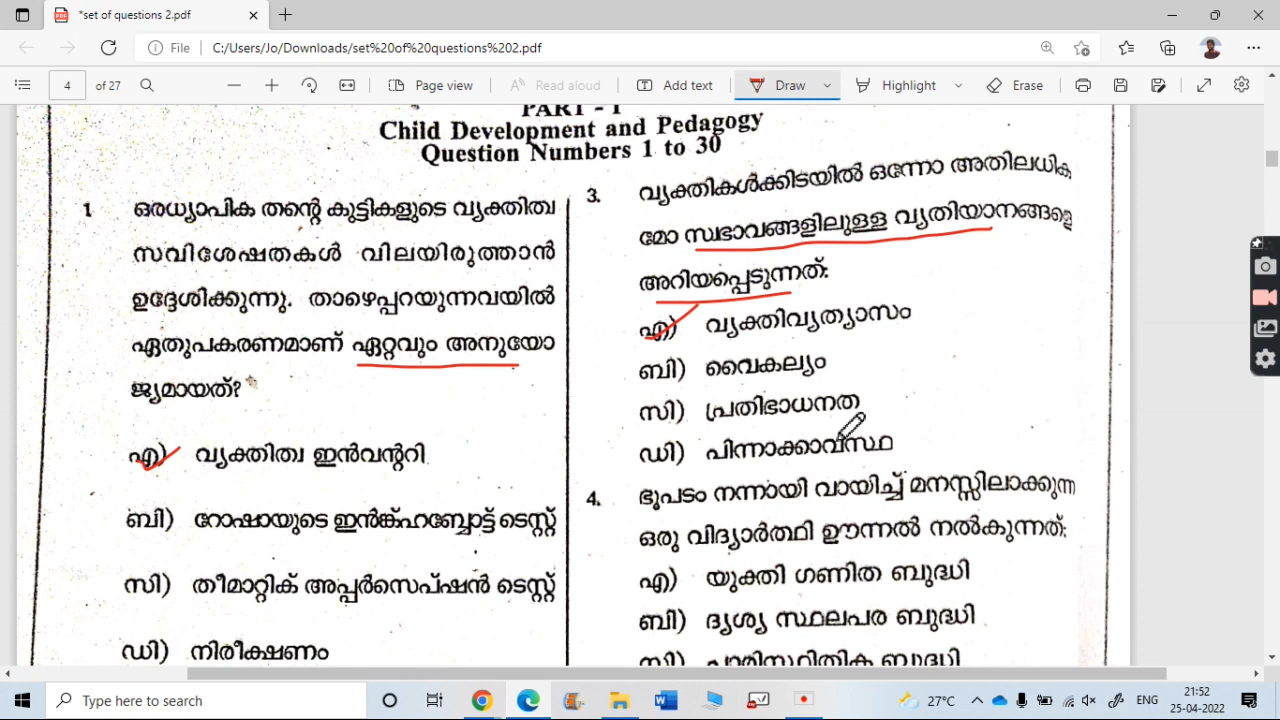 *set of questions 2.pdf
File C:/Users/Jo/Downloads/set%20of%20questions%202.pdf
4 of 27 Page view Read aloud Add text Draw Highlight Erase
PART - I
Child Development and Pedagogy
Question Numbers 1 to 30
1. ഒരധ്യാപിക തന്റെ കുട്ടികളുടെ വ്യക്തിത്വ
സവിശേഷതകൾ വിലയിരുത്താൻ
ഉദ്ദേശിക്കുന്നു. താഴെപ്പറയുന്നവയിൽ
ഏതുപകരണമാണ് ഏറ്റവും അനുയോ
ജ്യമായത്?
എ) വ്യക്തിത്വ ഇൻവന്ററി
ബി) റോഷായുടെ ഇൻങ്ക്ഹബ്ബോട്ട് ടെസ്റ്റ്
സി) തീമാറ്റിക് അപ്പർസെപ്ഷൻ ടെസ്റ്റ്
ഡി) നിരീക്ഷണം
3. വ്യക്തികൾക്കിടയിൽ ഒന്നോ അതിലധിക
മോ സ്വഭാവങ്ങളിലുള്ള വ്യതിയാനങ്ങളെ
അറിയപ്പെടുന്നത്:
എ) വ്യക്തിവ്യത്യാസം
ബി) വൈകല്യം
സി) പ്രതിഭാധനത
ഡി) പിന്നാക്കാവസ്ഥ
4. ഭൂപടം നന്നായി വായിച്ച് മനസ്സിലാക്കുന്ന
ഒരു വിദ്യാർത്ഥി ഊന്നൽ നൽകുന്നത്:
എ) യുക്തി ഗണിത ബുദ്ധി
ബി) ദൃശ്യ സ്ഥലപര ബുദ്ധി
സി) പാരിസ്ഥിതിക ബുദ്ധി
Type here to search 27°C ENG 21:52
25-04-2022